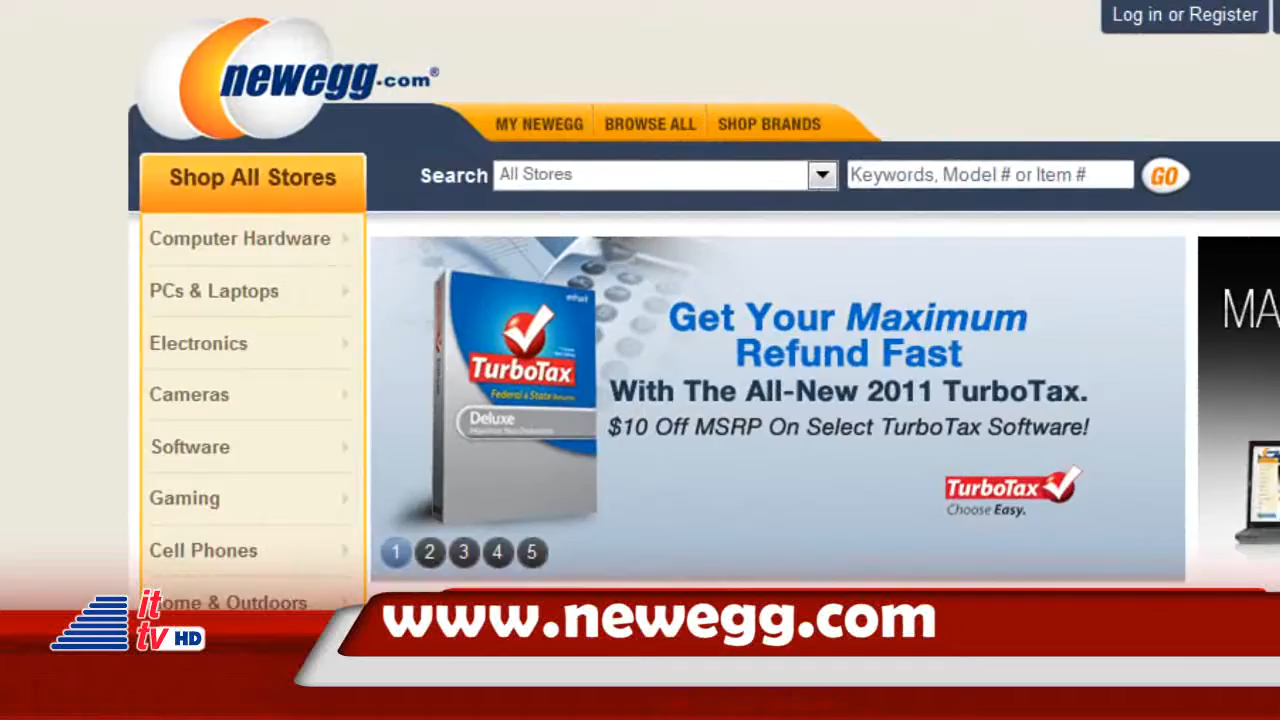 Log in or Register
newegg.com®
MY NEWEGG BROWSE ALL SHOP BRANDS
Shop All Stores
Search All Stores Keywords, Model # or Item # GO
Computer Hardware
PCs & Laptops
Electronics
Cameras
Software
Gaming
Cell Phones
Home & Outdoors
intuit
TurboTax
Federal & State
Deluxe
Get Your Maximum
Refund Fast
With The All-New 2011 TurboTax.
$10 Off MSRP On Select TurboTax Software!
TurboTax
Choose Easy.
1 2 3 4 5
MA
it
tv HD
www.newegg.com